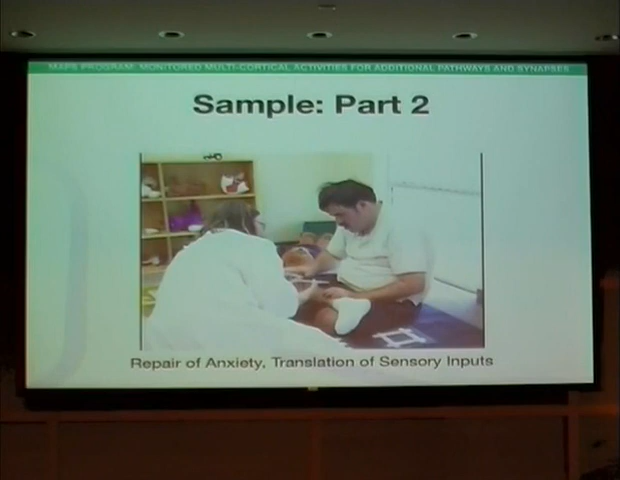 MAPS PROGRAM: MONITORED MULTI-CORTICAL ACTIVITIES FOR ADDITIONAL PATHWAYS AND SYNAPSES
Sample: Part 2
Repair of Anxiety, Translation of Sensory Inputs